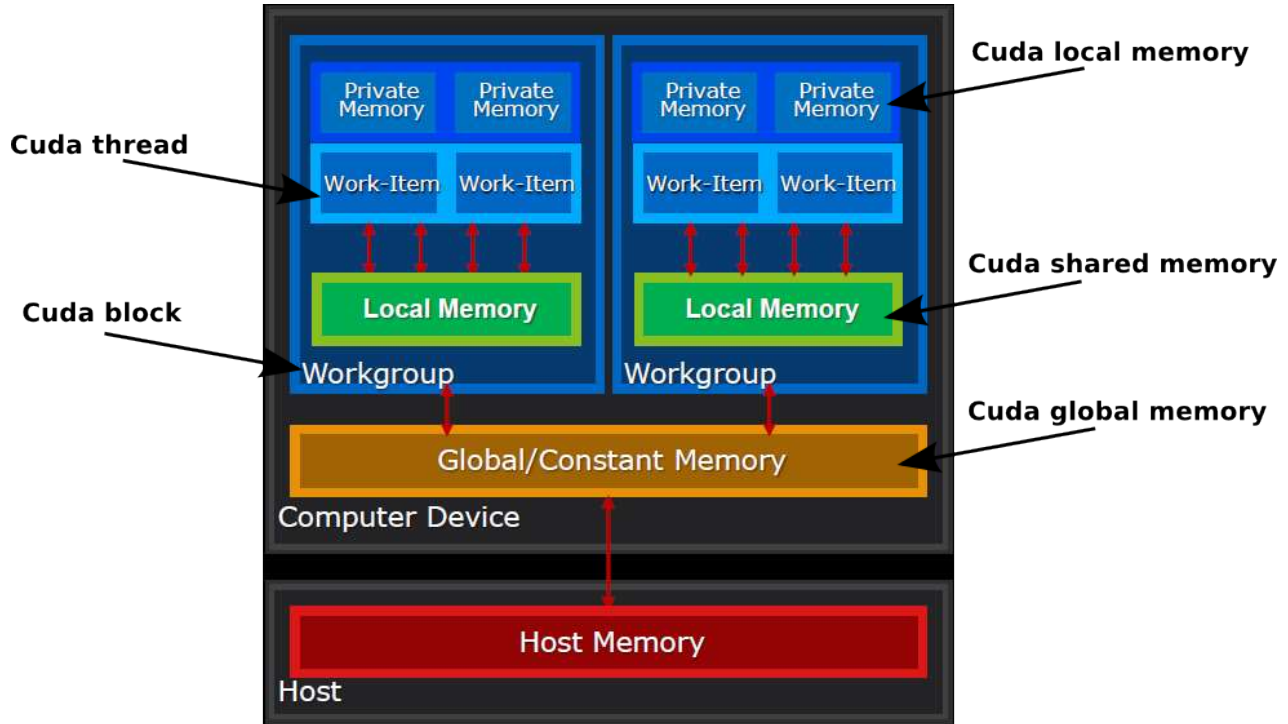 Cuda local memory
Private
Memory
Private
Memory
Private
Memory
Private
Memory
Cuda thread
Work-Item
Work-Item
Work-Item
Work-Item
Cuda shared memory
Local Memory
Local Memory
Cuda block
Workgroup
Workgroup
Cuda global memory
Global/Constant Memory
Computer Device
Host Memory
Host